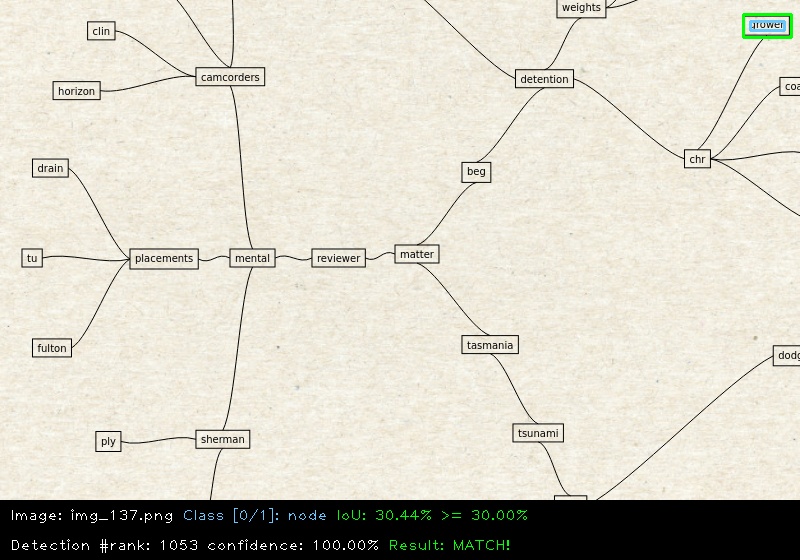 weights
grower
clin
camcorders
detention
coa
horizon
chr
drain
beg
tu
placements
mental
reviewer
matter
fulton
tasmania
dodg
ply
sherman
tsunami
Image: img_137.png Class [0/1]: node IoU: 30.44% >= 30.00%
Detection #rank: 1053 confidence: 100.00% Result: MATCH!